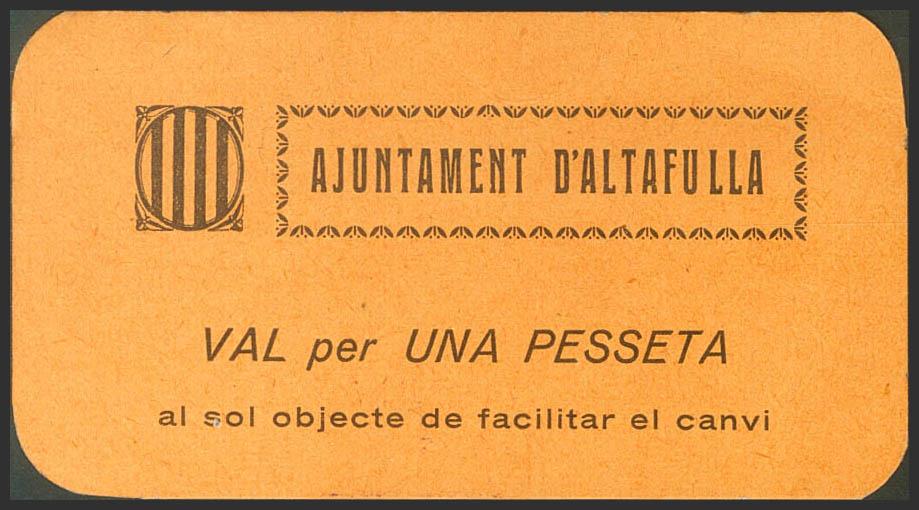 AJUNTAMENT D'ALTAFULLA
VAL per UNA PESSETA
al sol objecte de facilitar el canvi